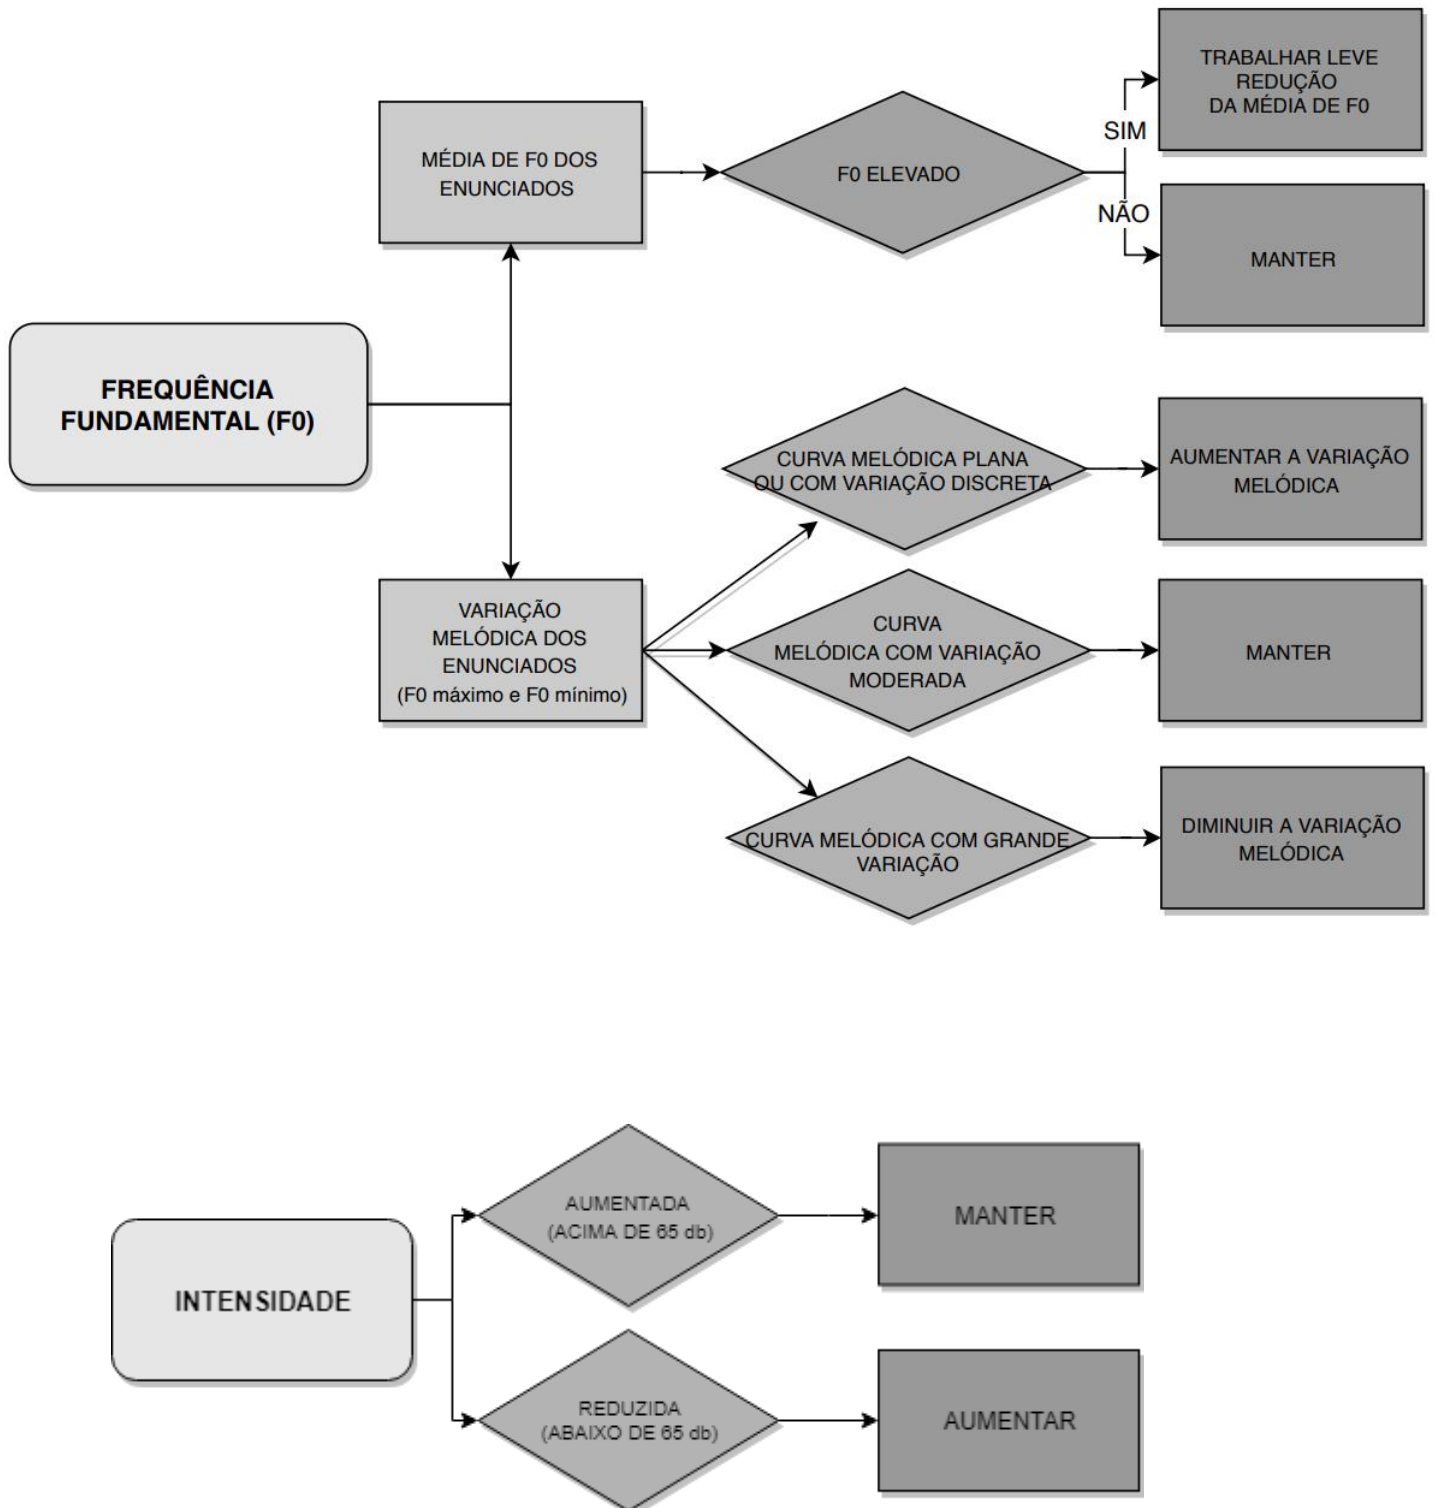 TRABALHAR LEVE
REDUÇÃO
DA MÉDIA DE F0
MÉDIA DE F0 DOS
ENUNCIADOS
F0 ELEVADO
SIM
NÃO
MANTER
FREQUÊNCIA
FUNDAMENTAL (F0)
CURVA MELÓDICA PLANA
OU COM VARIAÇÃO DISCRETA
AUMENTAR A VARIAÇÃO
MELÓDICA
VARIAÇÃO
MELÓDICA DOS
ENUNCIADOS
(F0 máximo e F0 mínimo)
CURVA
MELÓDICA COM VARIAÇÃO
MODERADA
MANTER
CURVA MELÓDICA COM GRANDE
VARIAÇÃO
DIMINUIR A VARIAÇÃO
MELÓDICA
INTENSIDADE
AUMENTADA
(ACIMA DE 65 db)
MANTER
REDUZIDA
(ABAIXO DE 65 db)
AUMENTAR